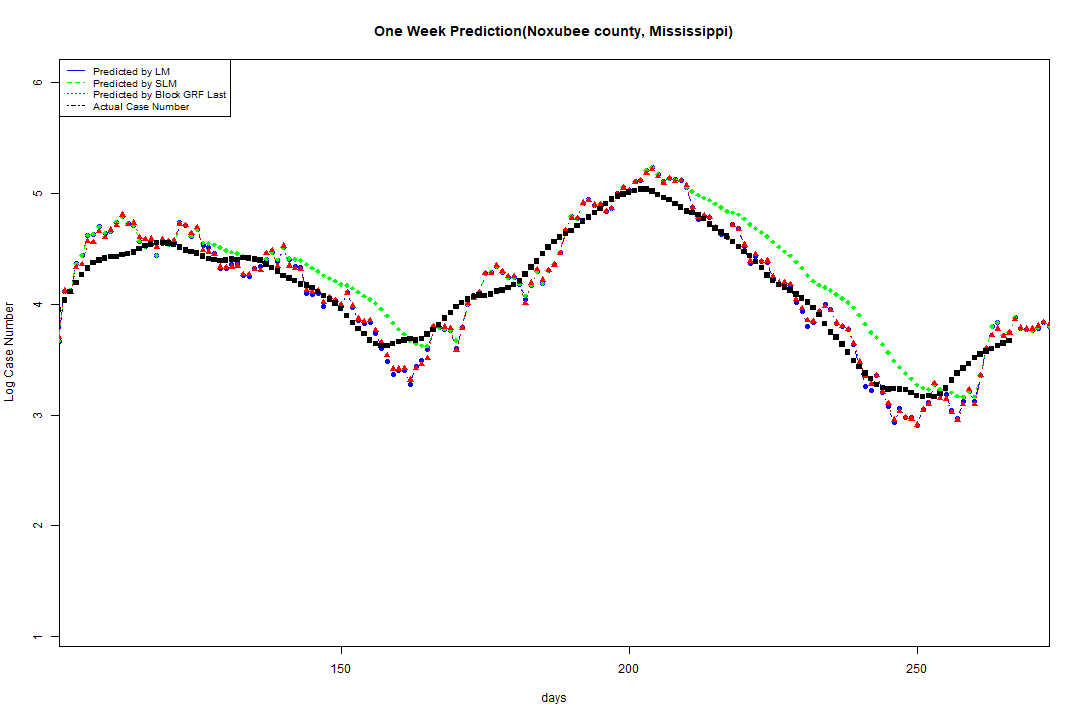 One Week Prediction(Noxubee county, Mississippi)
Predicted by LM
Predicted by SLM
Predicted by Block GRF Last
Actual Case Number
Log Case Number
6
5
4
3
2
1
150
200
250
days